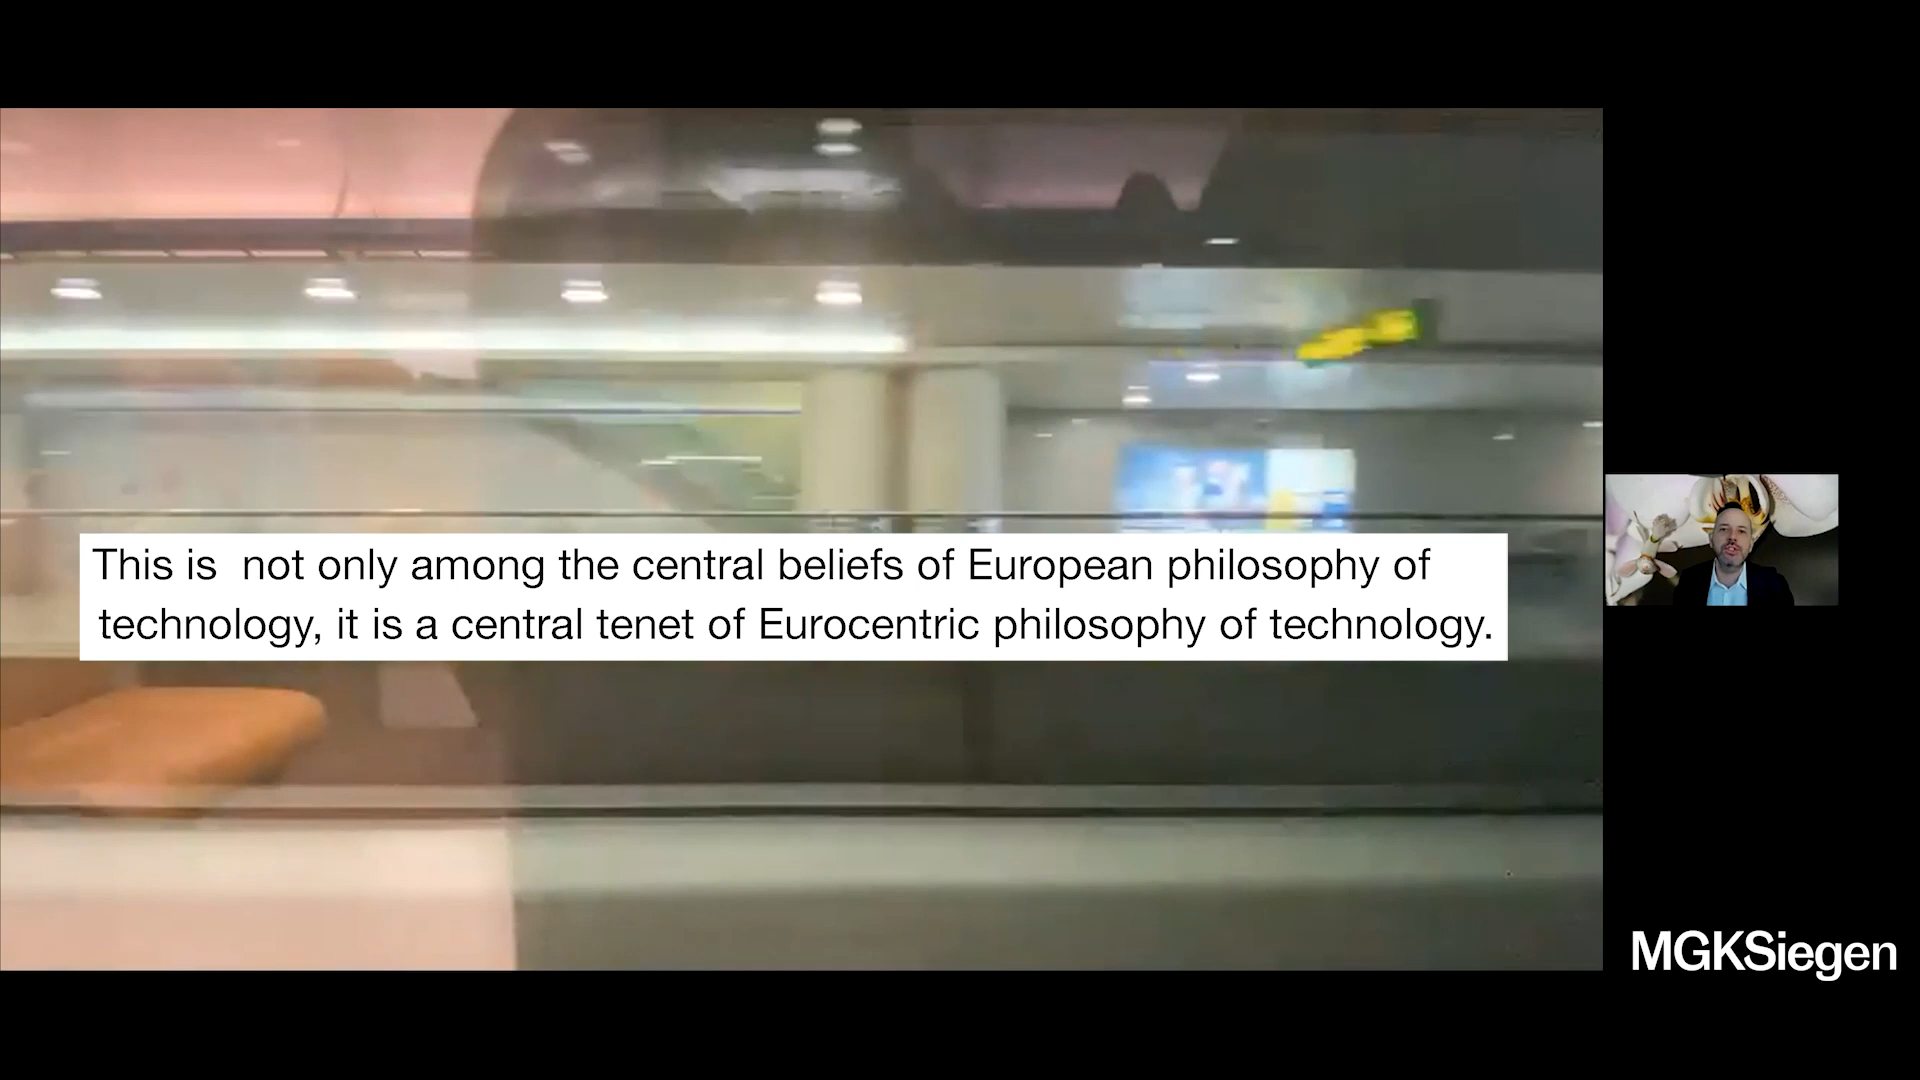 This is  not only among the central beliefs of European philosophy of
technology, it is a central tenet of Eurocentric philosophy of technology.
MGKSiegen